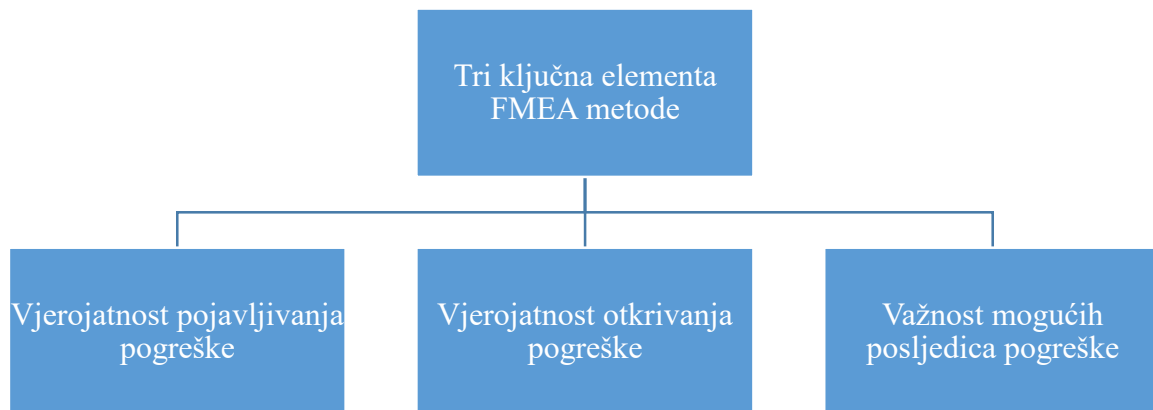 Tri ključna elementa
FMEA metode
Vjerojatnost pojavljivanja
pogreške
Vjerojatnost otkrivanja
pogreške
Važnost mogućih
posljedica pogreške